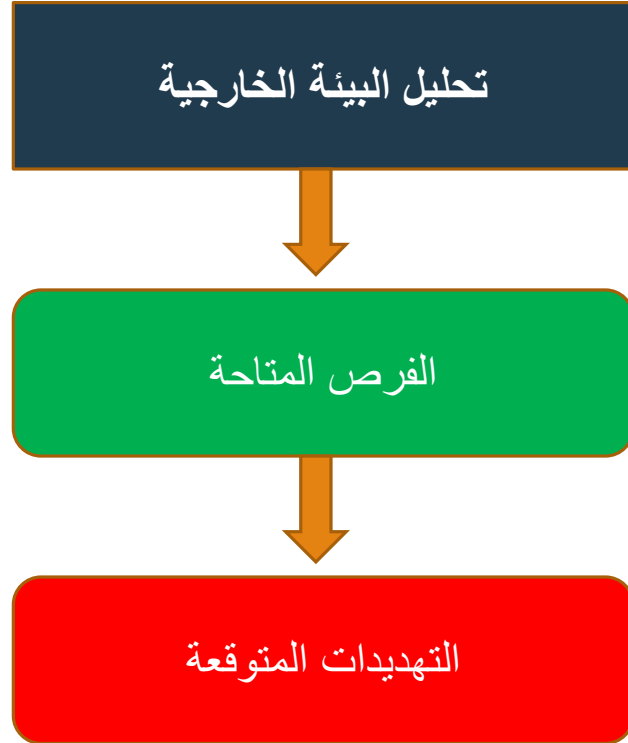 تحليل البيئة الخارجية
الفرص المتاحة
التهديدات المتوقعة